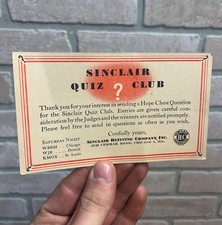 SINCLAIR
QUIZ ? CLUB
Thank you for your interest in sending a Hope Chest Question
for the Sinclair Quiz Club. Entries are given consideration
depending by the Judges and the winners are notified promptly.
Please feel free to send in questions as often as you wish.
Cordially yours,
SINCLAIR REFINING COMPANY, INC.
SATURDAY NIGHT
WBBM - Chicago
WJR - Detroit
KMOX - St. Louis